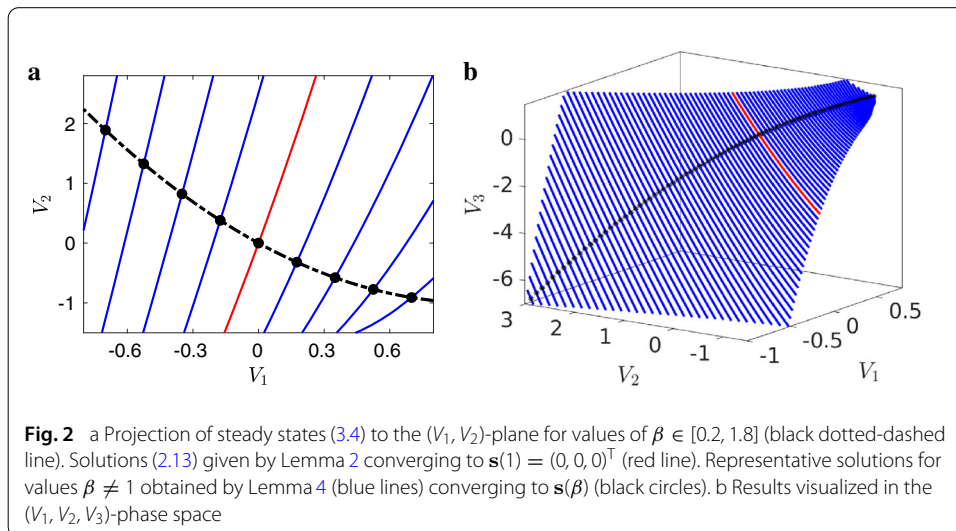 a
2
1
0
-1
V₂
-0.6 -0.3 0 0.3 0.6
V₁
b
0
-2
-4
-6
V₃
3 2 1 0 -1
V₂
-1 -0.5 0 0.5
V₁
Fig. 2 a Projection of steady states (3.4) to the (V₁, V₂)-plane for values of β ∈ [0.2, 1.8] (black dotted-dashed
line). Solutions (2.13) given by Lemma 2 converging to s(1) = (0, 0, 0)ᵀ (red line). Representative solutions for
values β ≠ 1 obtained by Lemma 4 (blue lines) converging to s(β) (black circles). b Results visualized in the
(V₁, V₂, V₃)-phase space